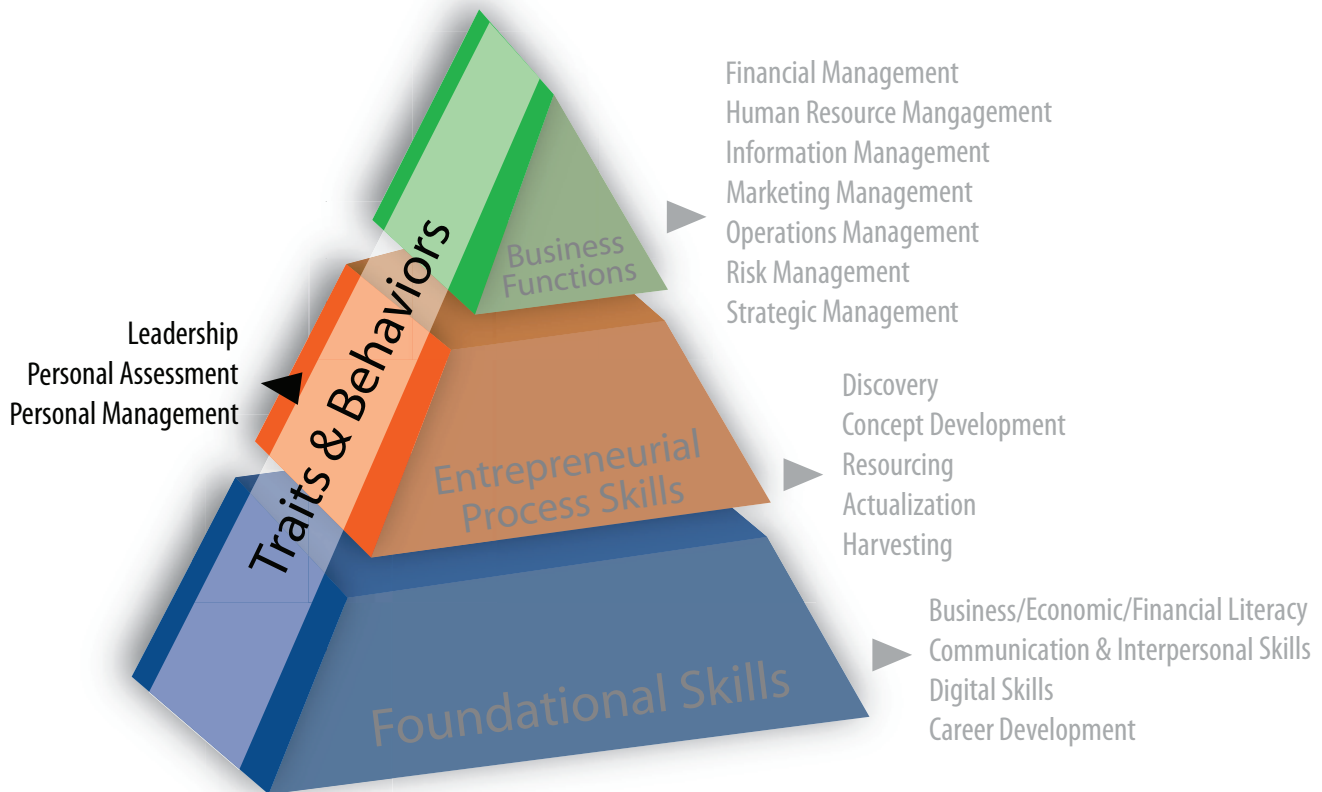 Financial Management
Human Resource Mangagement
Information Management
Marketing Management
Operations Management
Risk Management
Strategic Management
Business
Functions
Traits & Behaviors
Leadership
Personal Assessment
Personal Management
Discovery
Concept Development
Resourcing
Actualization
Harvesting
Entrepreneurial
Process Skills
Business/Economic/Financial Literacy
Communication & Interpersonal Skills
Digital Skills
Career Development
Foundational Skills